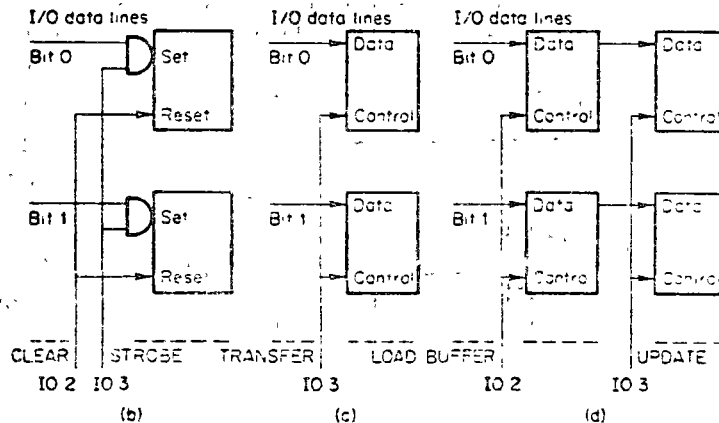 I/O data lines I/O data lines I/O data lines
Bit 0 Set Bit 0 Data Bit 0 Data Data
Reset Control Control Control
Bit 1 Set Bit 1 Data Bit 1 Data Data
Reset Control Control Control
CLEAR STROBE TRANSFER LOAD BUFFER UPDATE
IO 2 IO 3 IO 3 IO 2 IO 3
(b) (c) (d)